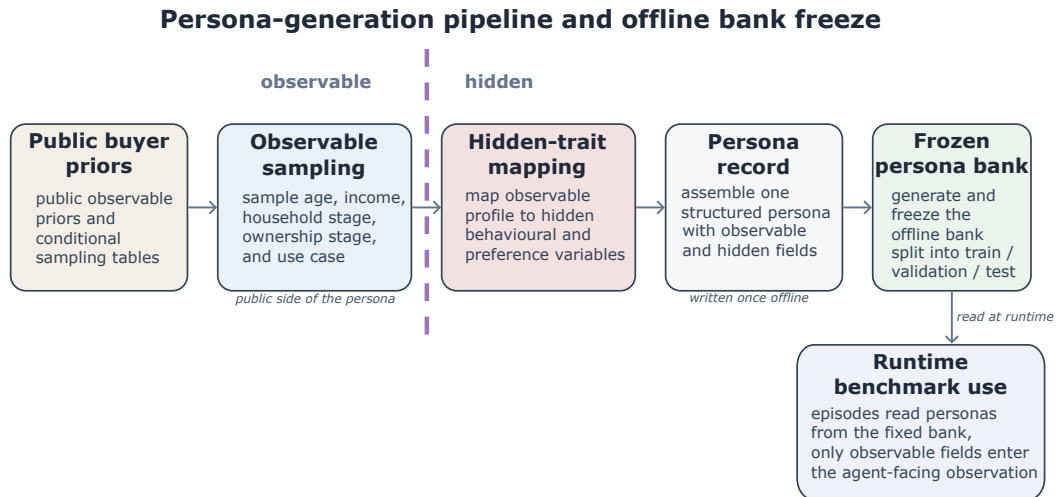 Persona-generation pipeline and offline bank freeze
observable
hidden
Public buyer
priors
public observable
priors and
conditional
sampling tables
Observable
sampling
sample age, income,
household stage,
ownership stage,
and use case
public side of the persona
Hidden-trait
mapping
map observable
profile to hidden
behavioural and
preference variables
Persona
record
assemble one
structured persona
with observable
and hidden fields
written once offline
Frozen
persona bank
generate and
freeze the
offline bank
split into train /
validation / test
read at runtime
Runtime
benchmark use
episodes read personas
from the fixed bank,
only observable fields enter
the agent-facing observation